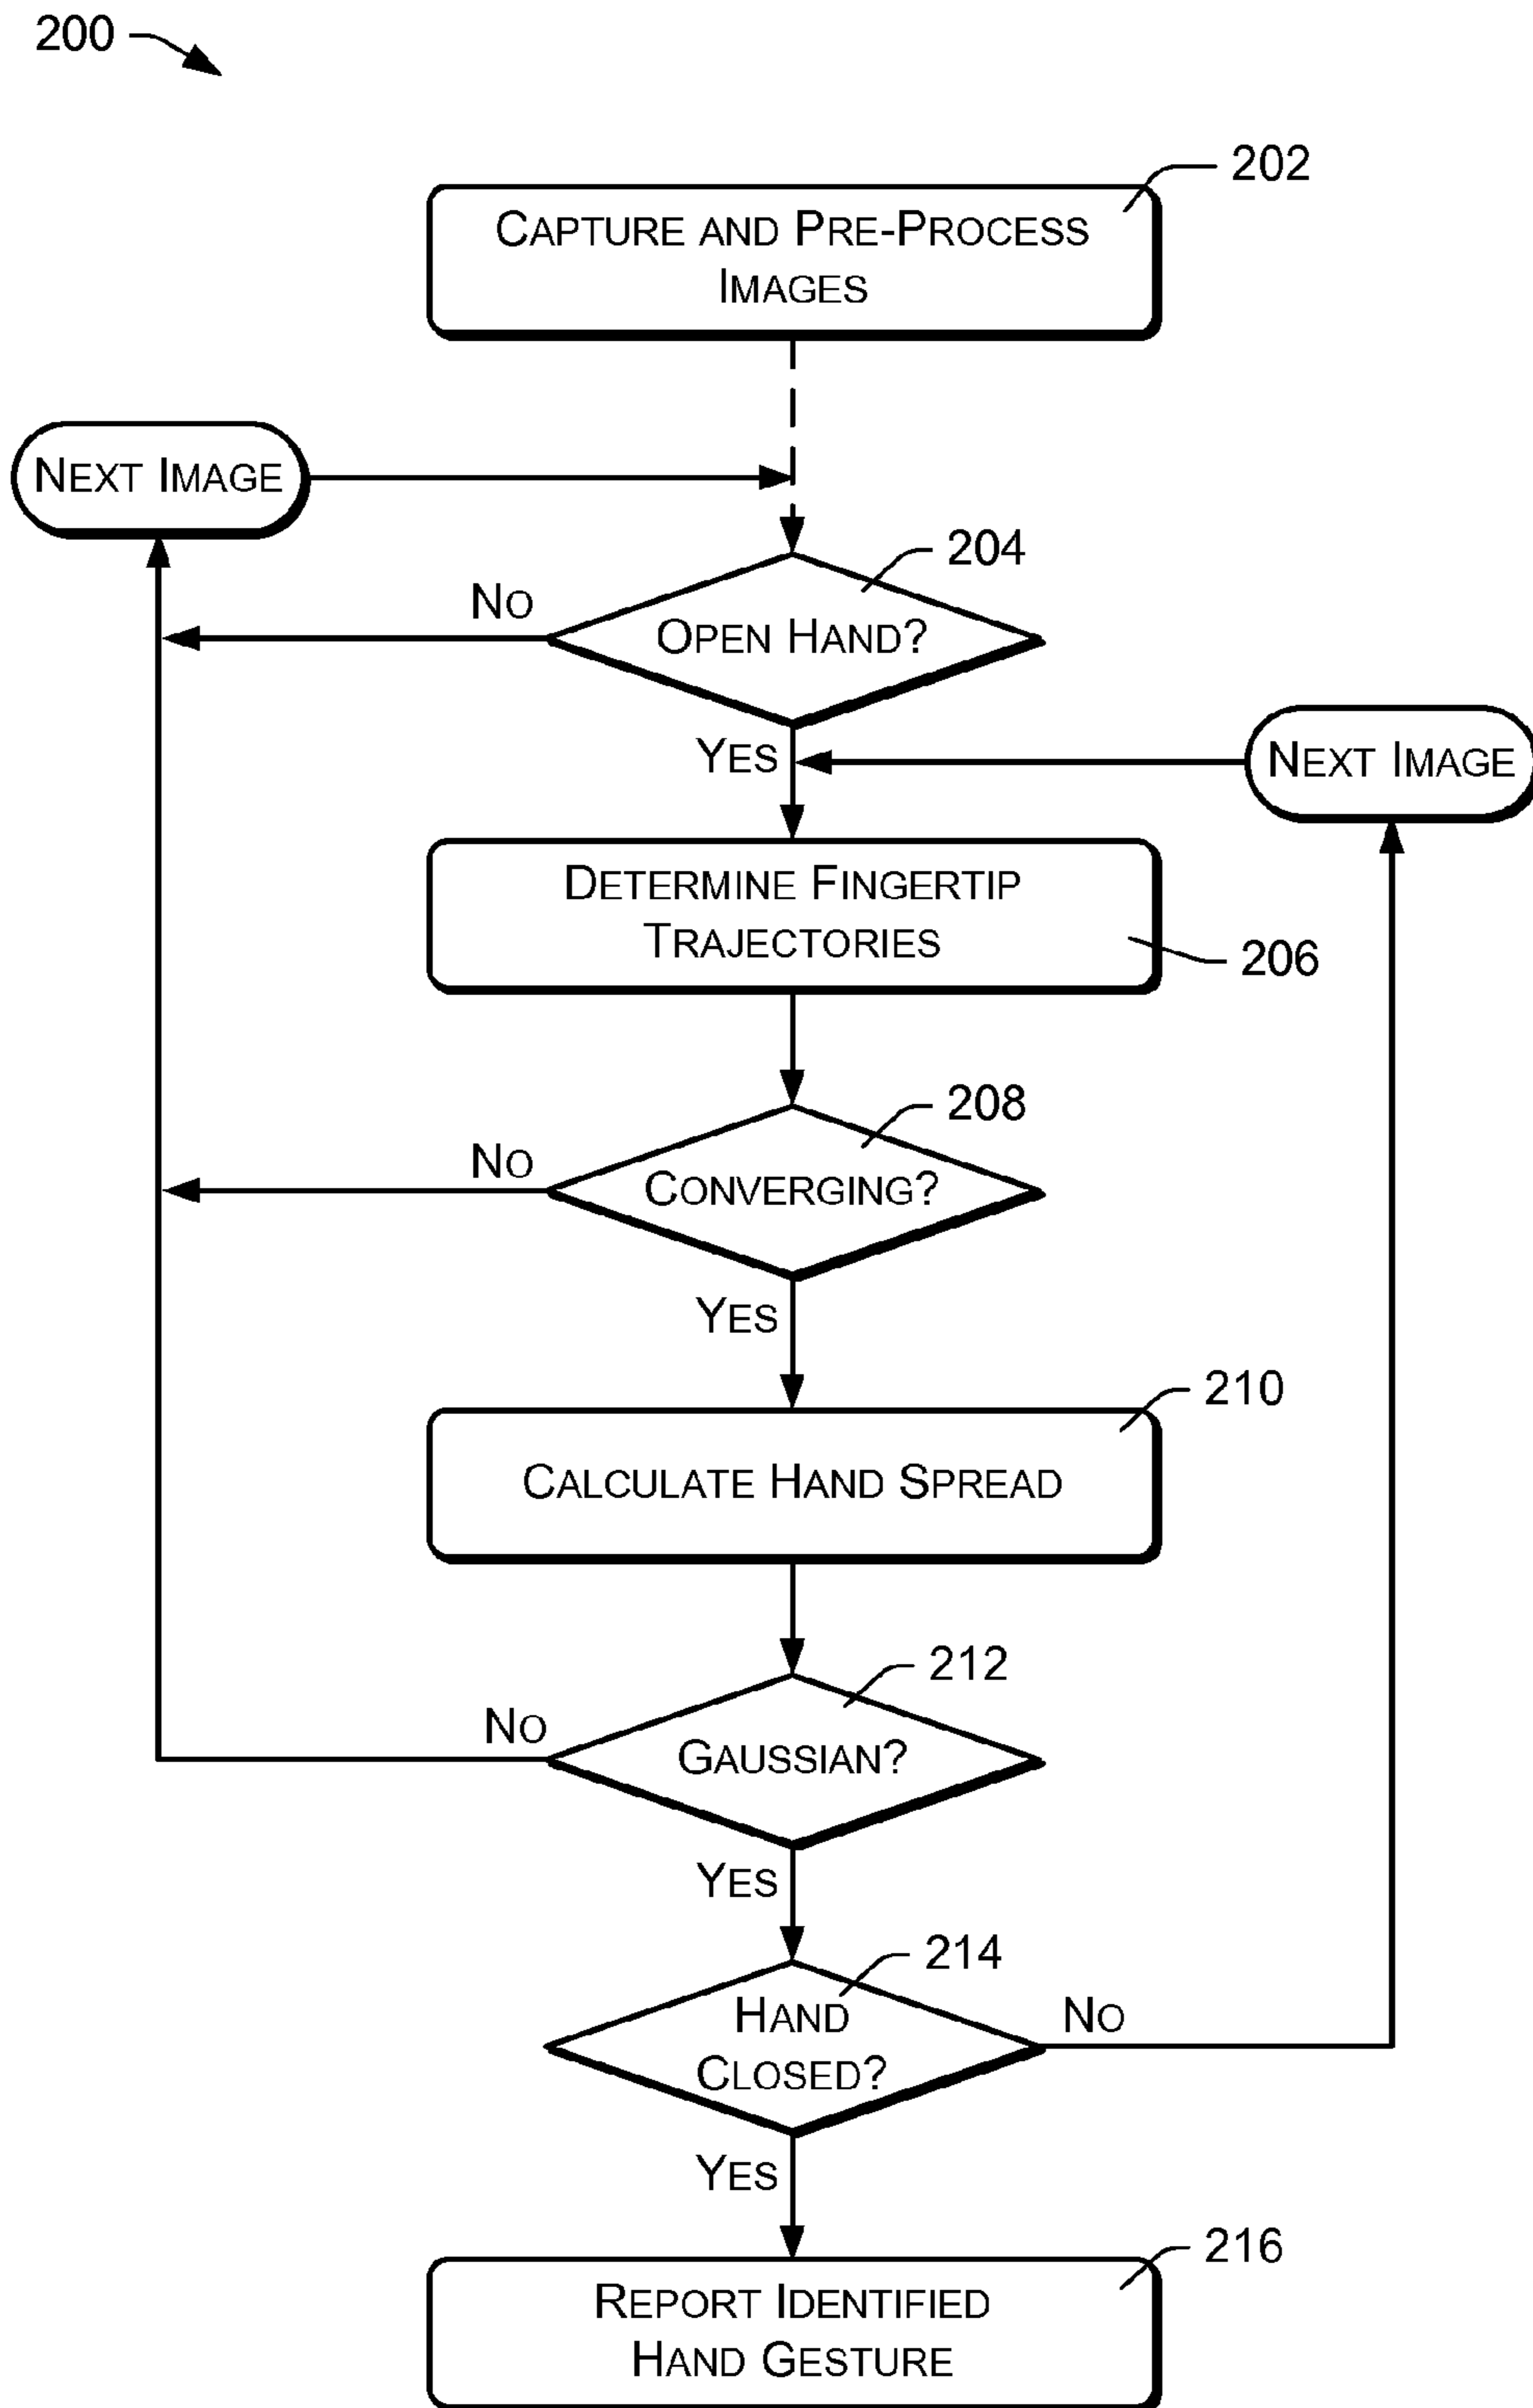 200
202
CAPTURE AND PRE-PROCESS
IMAGES
NEXT IMAGE
204
NO
OPEN HAND?
YES
NEXT IMAGE
DETERMINE FINGERTIP
TRAJECTORIES
206
208
NO
CONVERGING?
YES
210
CALCULATE HAND SPREAD
212
NO
GAUSSIAN?
YES
214
HAND
CLOSED?
NO
YES
216
REPORT IDENTIFIED
HAND GESTURE